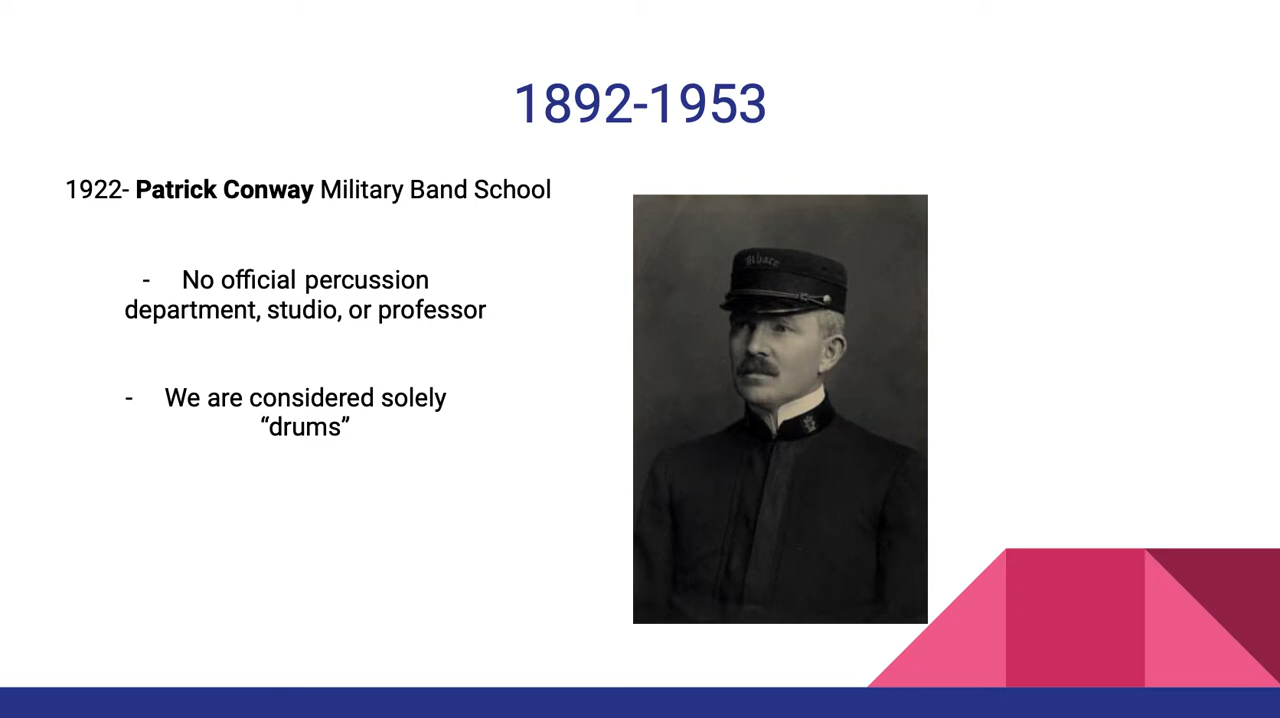 1892-1953
1922- Patrick Conway Military Band School
- No official percussion
department, studio, or professor
- We are considered solely
“drums”
Ithaca